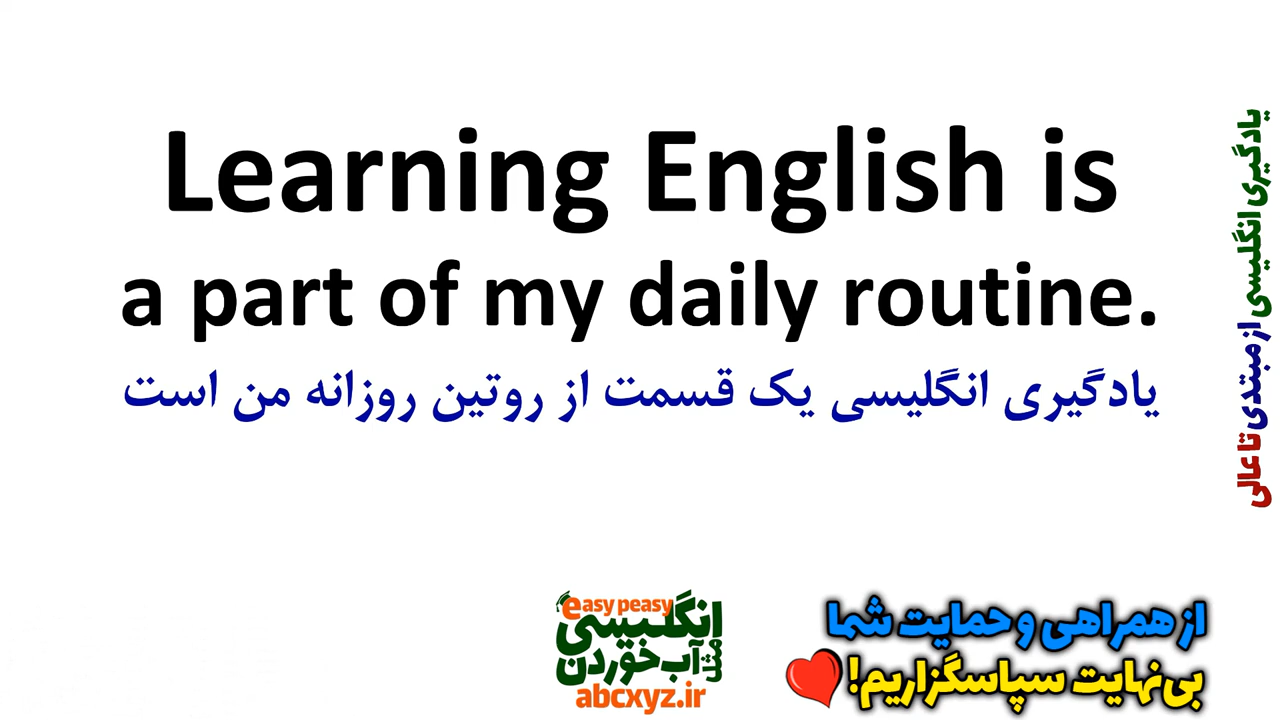 Learning English is
a part of my daily routine.
یادگیری انگلیسی یک قسمت از روتین روزانه من است
یادگیری انگلیسی از مبتدی تا عالی
easy peasy
انگلیسی
مثل آب خوردن
abcxyz.ir
از همراهی و حمایت شما
بی‌نهایت سپاسگزاریم!